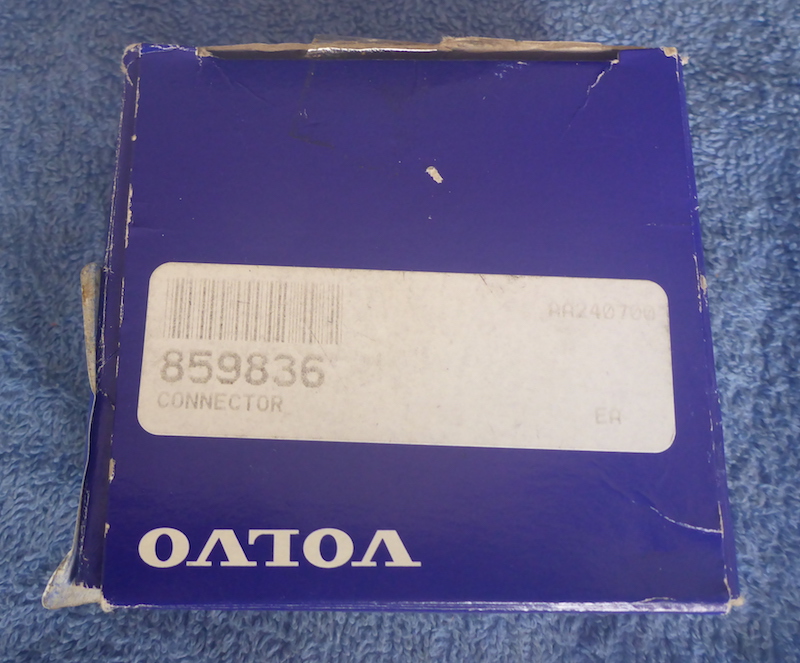 AA240700
859836
CONNECTOR
EA
VOLVO